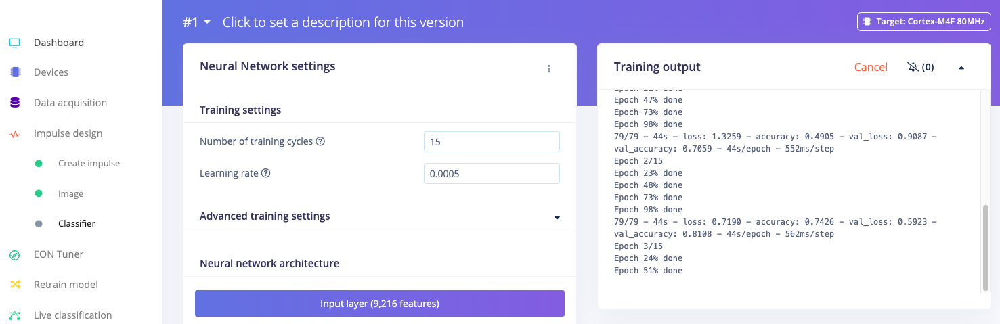 #1 Click to set a description for this version
Target: Cortex-M4F 80MHz
Dashboard
Devices
Data acquisition
Impulse design
Create impulse
Image
Classifier
EON Tuner
Retrain model
Live classification
Neural Network settings
Training settings
Number of training cycles
15
Learning rate
0.0005
Advanced training settings
Neural network architecture
Input layer (9,216 features)
Training output
Cancel
(0)
Epoch 47% done
Epoch 73% done
Epoch 98% done
79/79 - 44s - loss: 1.3259 - accuracy: 0.4905 - val_loss: 0.9087 -
val_accuracy: 0.7059 - 44s/epoch - 552ms/step
Epoch 2/15
Epoch 23% done
Epoch 48% done
Epoch 73% done
Epoch 98% done
79/79 - 44s - loss: 0.7190 - accuracy: 0.7426 - val_loss: 0.5923 -
val_accuracy: 0.8108 - 44s/epoch - 562ms/step
Epoch 3/15
Epoch 24% done
Epoch 51% done